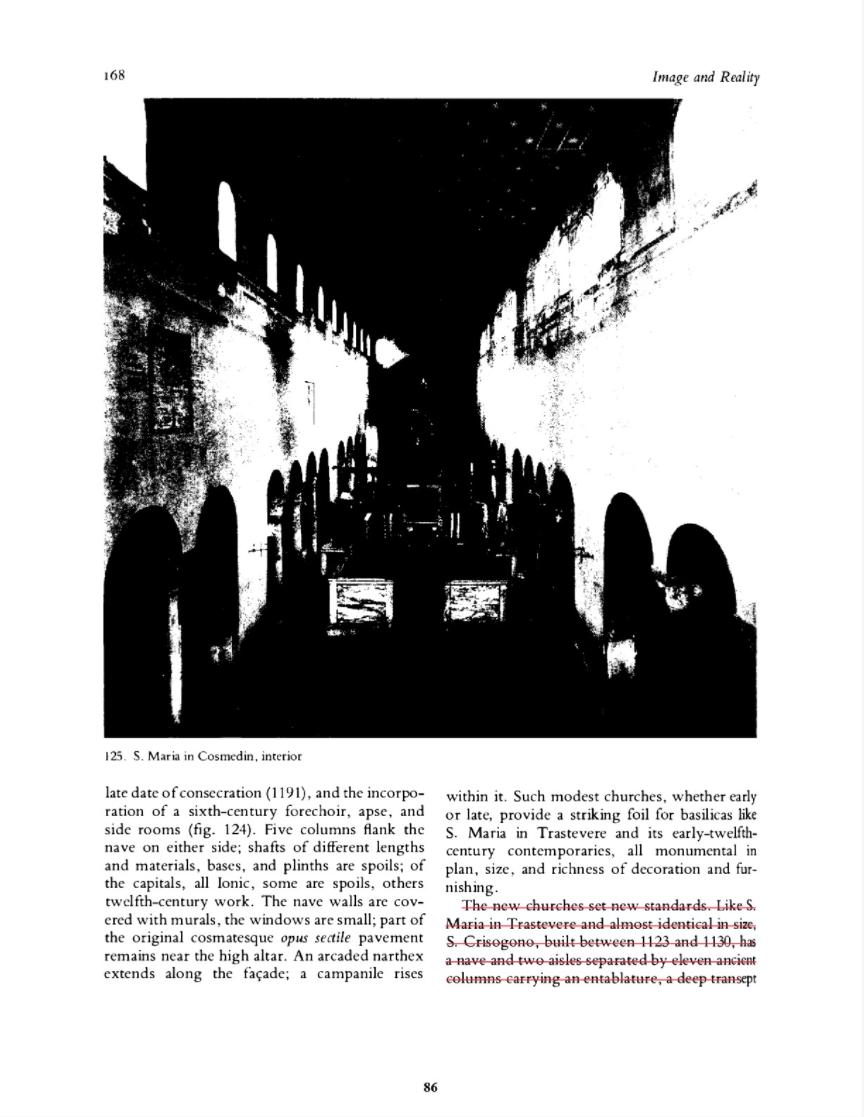 168
Image and Reality
125. S. Maria in Cosmedin, interior
late date of consecration (1191), and the incorpo-
ration of a sixth-century forechoir, apse, and
side rooms (fig. 124). Five columns flank the
nave on either side; shafts of different lengths
and materials, bases, and plinths are spoils; of
the capitals, all Ionic, some are spoils, others
twelfth-century work. The nave walls are cov-
ered with murals, the windows are small; part of
the original cosmatesque opus sectile pavement
remains near the high altar. An arcaded narthex
extends along the façade; a campanile rises
within it. Such modest churches, whether early
or late, provide a striking foil for basilicas like
S. Maria in Trastevere and its early-twelfth-
century contemporaries, all monumental in
plan, size, and richness of decoration and fur-
nishing.
The new churches set new standards. Like S.
Maria in Trastevere and almost identical in size,
S. Crisogono, built between 1123 and 1130, has
a nave and two aisles separated by eleven ancient
columns carrying an entablature, a deep transept
86